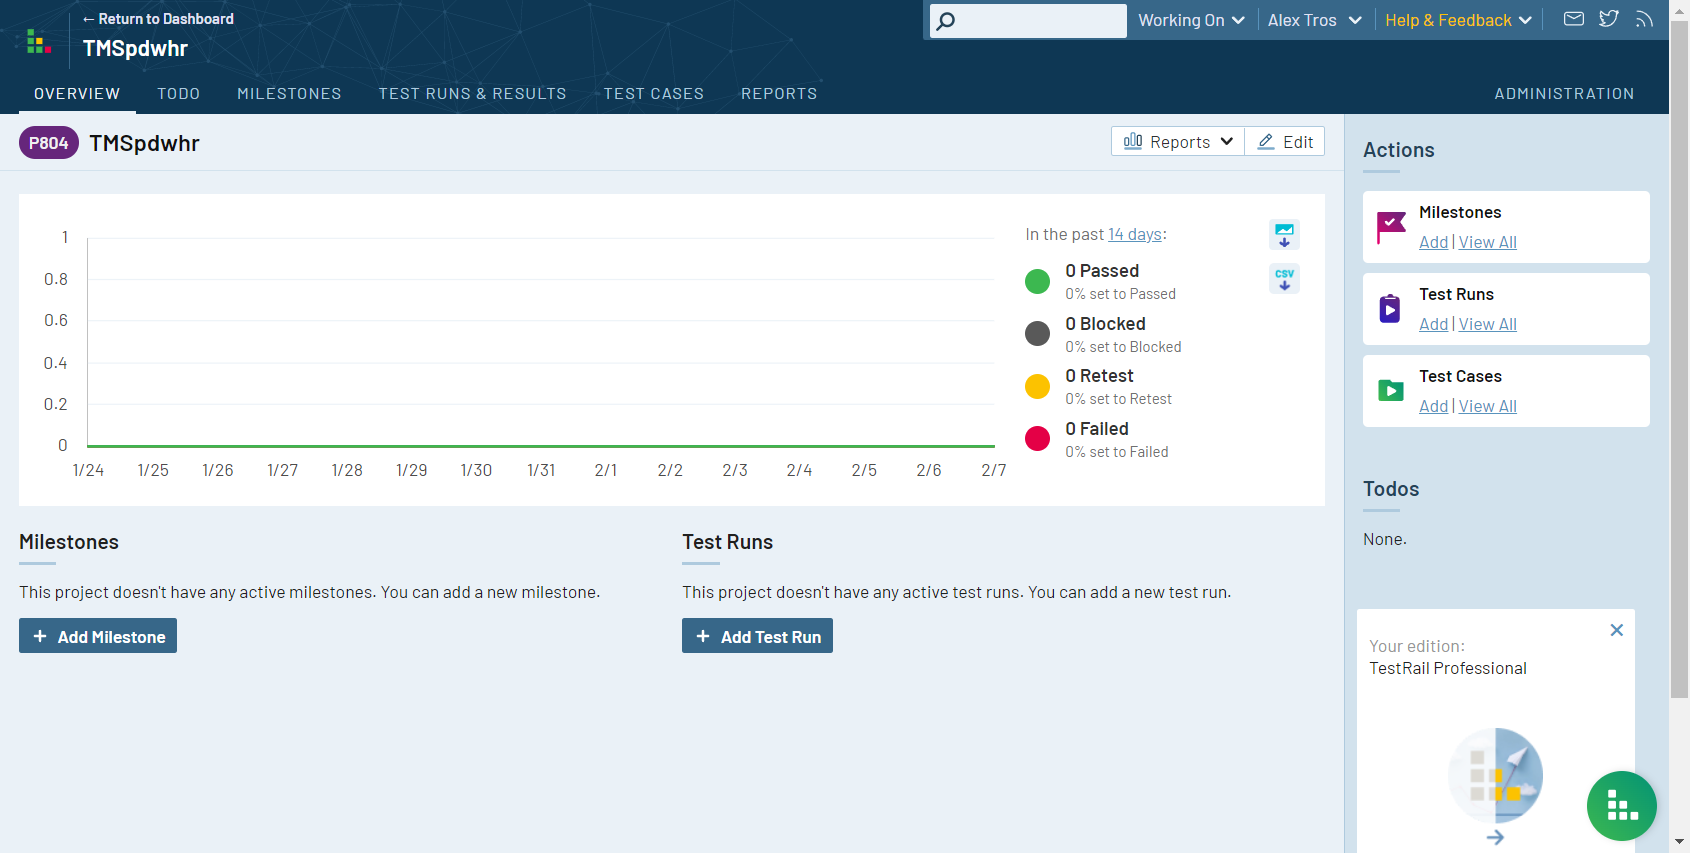 ← Return to Dashboard
TMSpdwhr
Working On
Alex Tros
Help & Feedback
OVERVIEW
TODO
MILESTONES
TEST RUNS & RESULTS
TEST CASES
REPORTS
ADMINISTRATION
P804
TMSpdwhr
Reports
Edit
1
0.8
0.6
0.4
0.2
0
1/24 1/25 1/26 1/27 1/28 1/29 1/30 1/31 2/1 2/2 2/3 2/4 2/5 2/6 2/7
In the past 14 days:
0 Passed
0% set to Passed
0 Blocked
0% set to Blocked
0 Retest
0% set to Retest
0 Failed
0% set to Failed
CSV
Milestones
This project doesn't have any active milestones. You can add a new milestone.
+ Add Milestone
Test Runs
This project doesn't have any active test runs. You can add a new test run.
+ Add Test Run
Actions
Milestones
Add | View All
Test Runs
Add | View All
Test Cases
Add | View All
Todos
None.
Your edition:
TestRail Professional